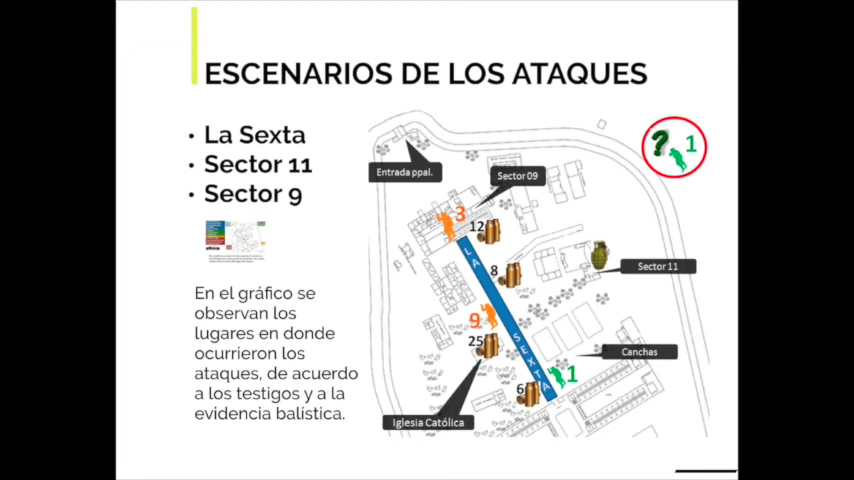 ESCENARIOS DE LOS ATAQUES
• La Sexta
• Sector 11
• Sector 9
En el gráfico se
observan los
lugares en donde
ocurrieron los
ataques, de acuerdo
a los testigos y a la
evidencia balística.
? 1
Entrada ppal.
Sector 09
3
12
LA SEXTA
8
Sector 11
9
25
Canchas
1
6
Iglesia Católica